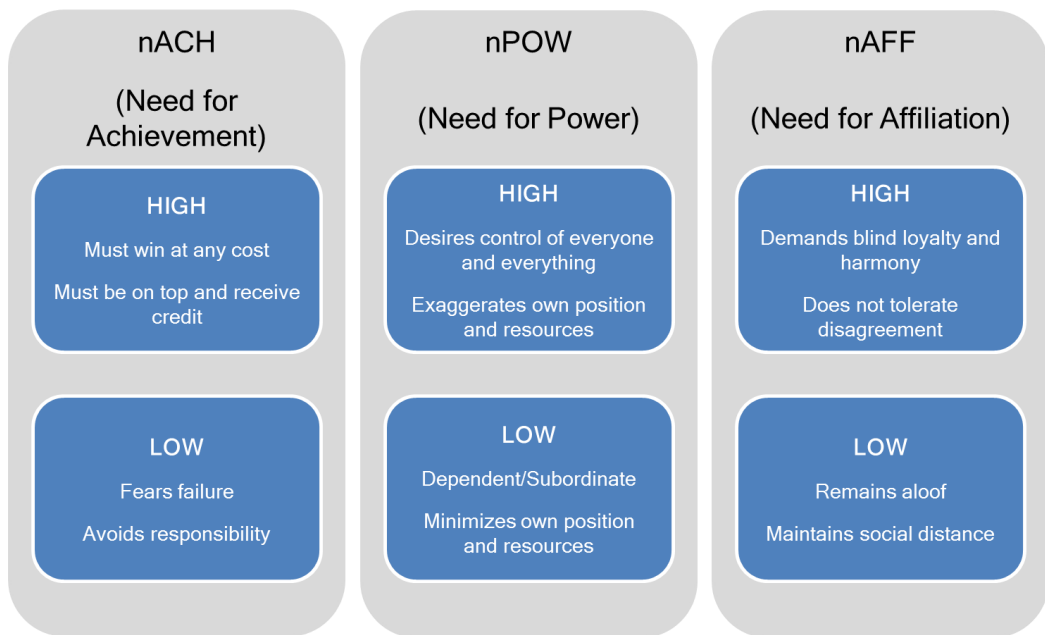 nACH
(Need for
Achievement)
HIGH
Must win at any cost
Must be on top and receive
credit
LOW
Fears failure
Avoids responsibility
nPOW
(Need for Power)
HIGH
Desires control of everyone
and everything
Exaggerates own position
and resources
LOW
Dependent/Subordinate
Minimizes own position
and resources
nAFF
(Need for Affiliation)
HIGH
Demands blind loyalty and
harmony
Does not tolerate
disagreement
LOW
Remains aloof
Maintains social distance